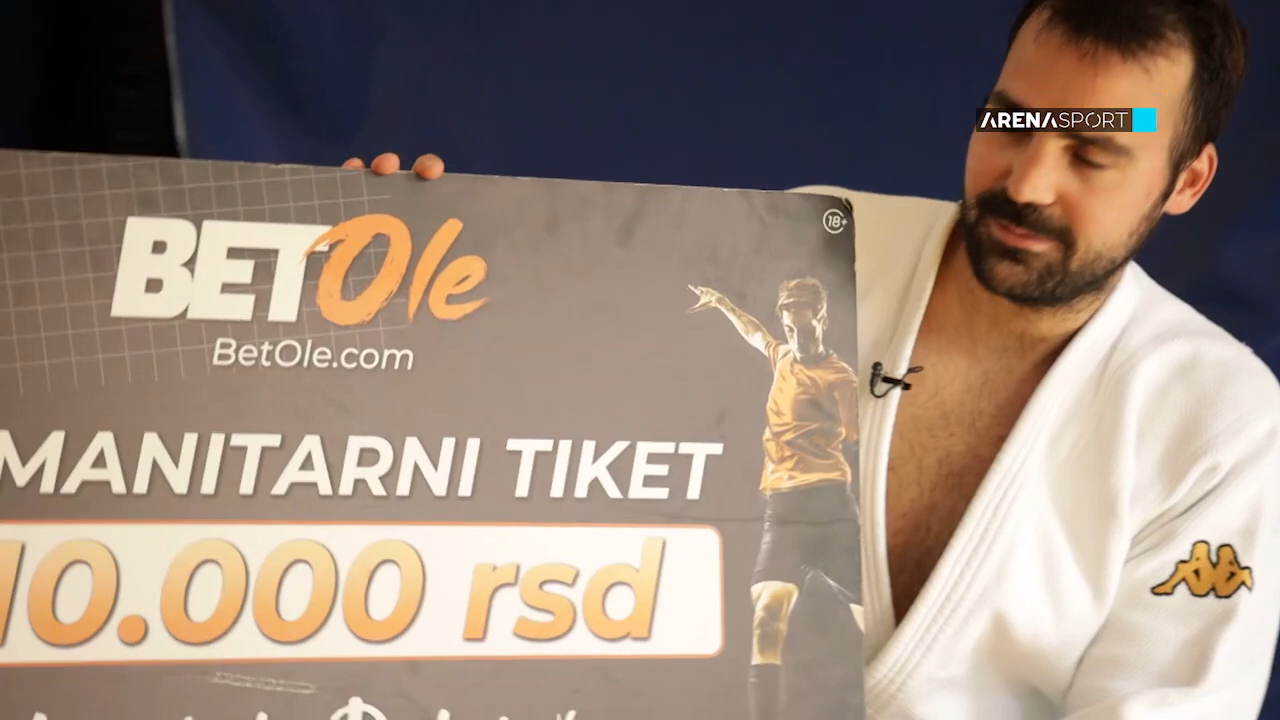 ARENASPORT
18+
BETOle
BetOle.com
MANITARNI TIKET
10.000 rsd